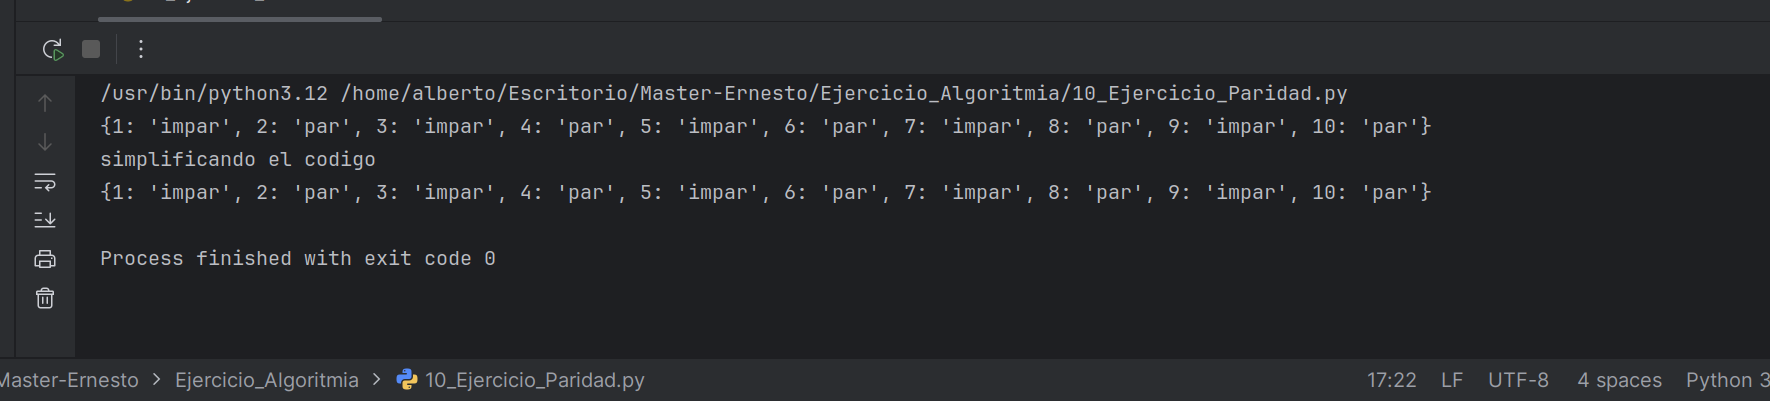 /usr/bin/python3.12 /home/alberto/Escritorio/Master-Ernesto/Ejercicio_Algoritmia/10_Ejercicio_Paridad.py
{1: 'impar', 2: 'par', 3: 'impar', 4: 'par', 5: 'impar', 6: 'par', 7: 'impar', 8: 'par', 9: 'impar', 10: 'par'}
simplificando el codigo
{1: 'impar', 2: 'par', 3: 'impar', 4: 'par', 5: 'impar', 6: 'par', 7: 'impar', 8: 'par', 9: 'impar', 10: 'par'}
Process finished with exit code 0
Master-Ernesto > Ejercicio_Algoritmia > 10_Ejercicio_Paridad.py 17:22 LF UTF-8 4 spaces Python 3